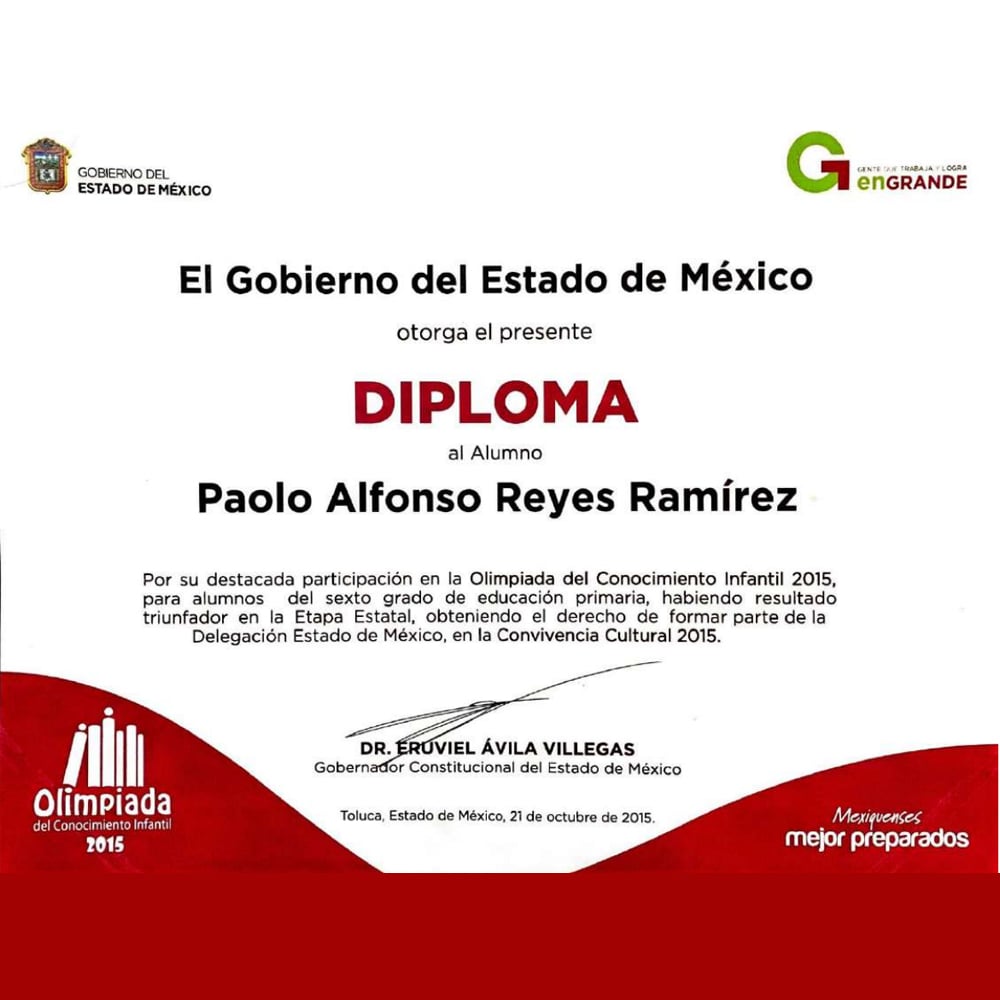 GOBIERNO DEL
ESTADO DE MÉXICO
GENTE QUE TRABAJA Y LOGRA
enGRANDE
El Gobierno del Estado de México
otorga el presente
DIPLOMA
al Alumno
Paolo Alfonso Reyes Ramírez
Por su destacada participación en la Olimpiada del Conocimiento Infantil 2015,
para alumnos del sexto grado de educación primaria, habiendo resultado
triunfador en la Etapa Estatal, obteniendo el derecho de formar parte de la
Delegación Estado de México, en la Convivencia Cultural 2015.
DR. ERUVIEL ÁVILA VILLEGAS
Gobernador Constitucional del Estado de México
Toluca, Estado de México, 21 de octubre de 2015.
Olimpiada
del Conocimiento Infantil
2015
Mexiquenses
mejor preparados